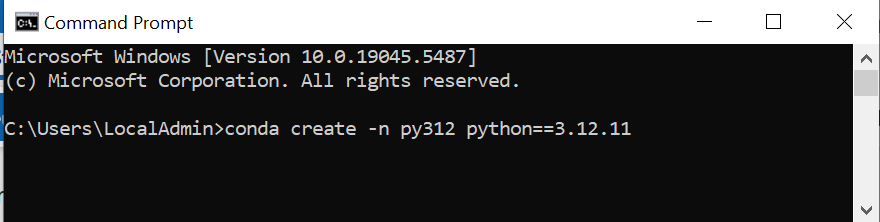 Command Prompt
Microsoft Windows [Version 10.0.19045.5487]
(c) Microsoft Corporation. All rights reserved.
C:\Users\LocalAdmin>conda create -n py312 python==3.12.11